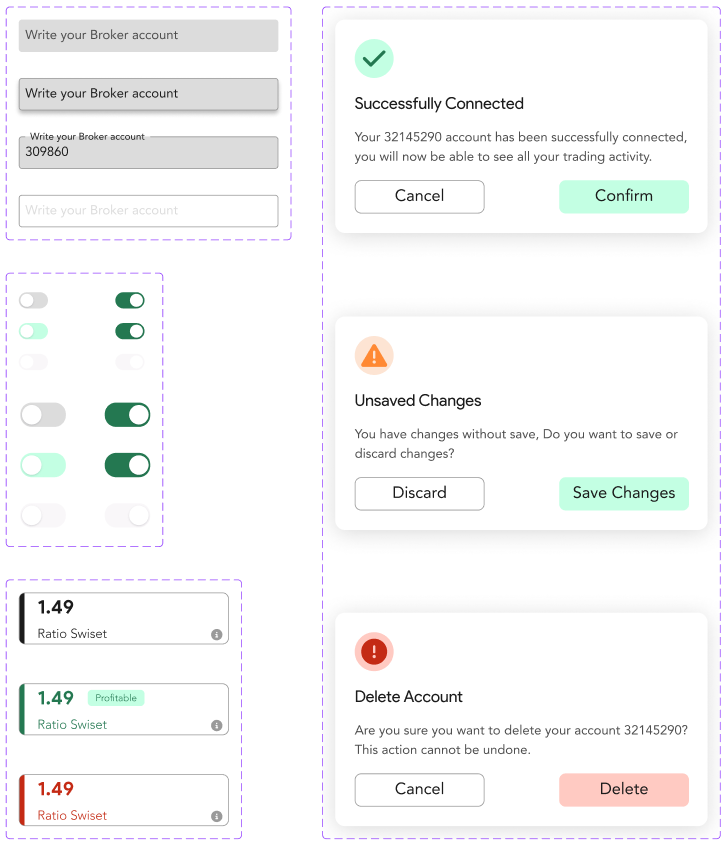 Write your Broker account
Write your Broker account
Write your Broker account
309860
Write your Broker account
1.49
Ratio Swiset
1.49 Profitable
Ratio Swiset
1.49
Ratio Swiset
Successfully Connected
Your 32145290 account has been successfully connected,
you will now be able to see all your trading activity.
Cancel Confirm
Unsaved Changes
You have changes without save, Do you want to save or
discard changes?
Discard Save Changes
Delete Account
Are you sure you want to delete your account 32145290?
This action cannot be undone.
Cancel Delete